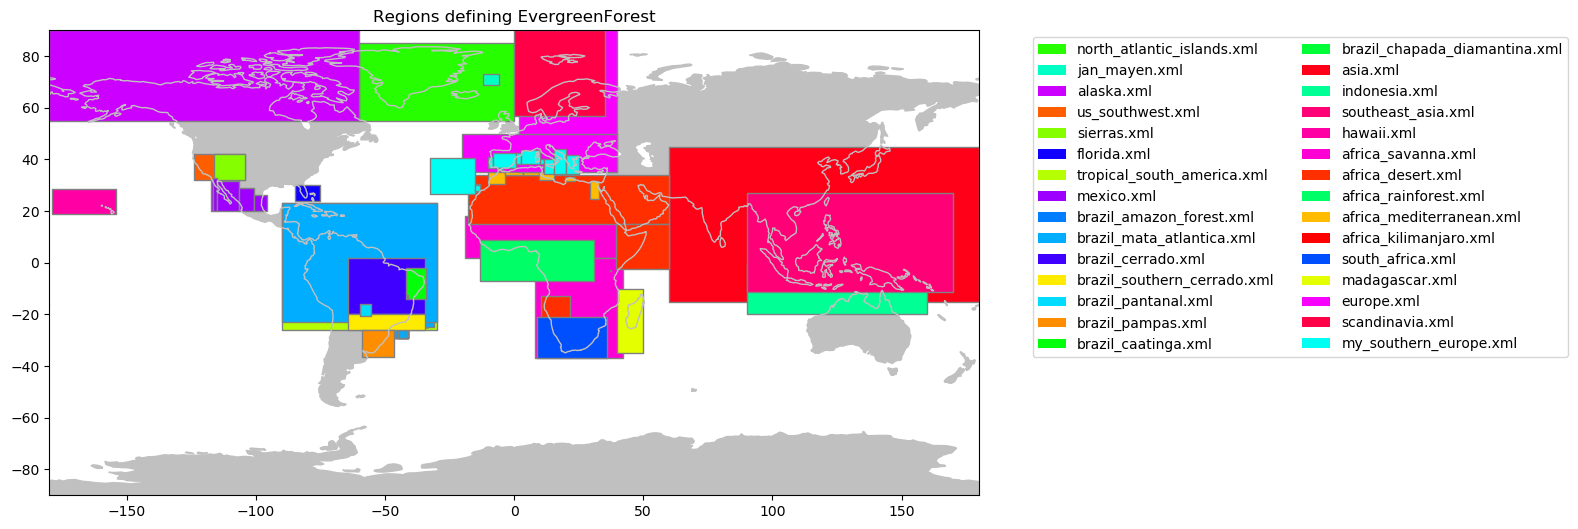 Regions defining EvergreenForest
80
60
40
20
0
−20
−40
−60
−80
−150
−100
−50
0
50
100
150
north_atlantic_islands.xml
jan_mayen.xml
alaska.xml
us_southwest.xml
sierras.xml
florida.xml
tropical_south_america.xml
mexico.xml
brazil_amazon_forest.xml
brazil_mata_atlantica.xml
brazil_cerrado.xml
brazil_southern_cerrado.xml
brazil_pantanal.xml
brazil_pampas.xml
brazil_caatinga.xml
brazil_chapada_diamantina.xml
asia.xml
indonesia.xml
southeast_asia.xml
hawaii.xml
africa_savanna.xml
africa_desert.xml
africa_rainforest.xml
africa_mediterranean.xml
africa_kilimanjaro.xml
south_africa.xml
madagascar.xml
europe.xml
scandinavia.xml
my_southern_europe.xml